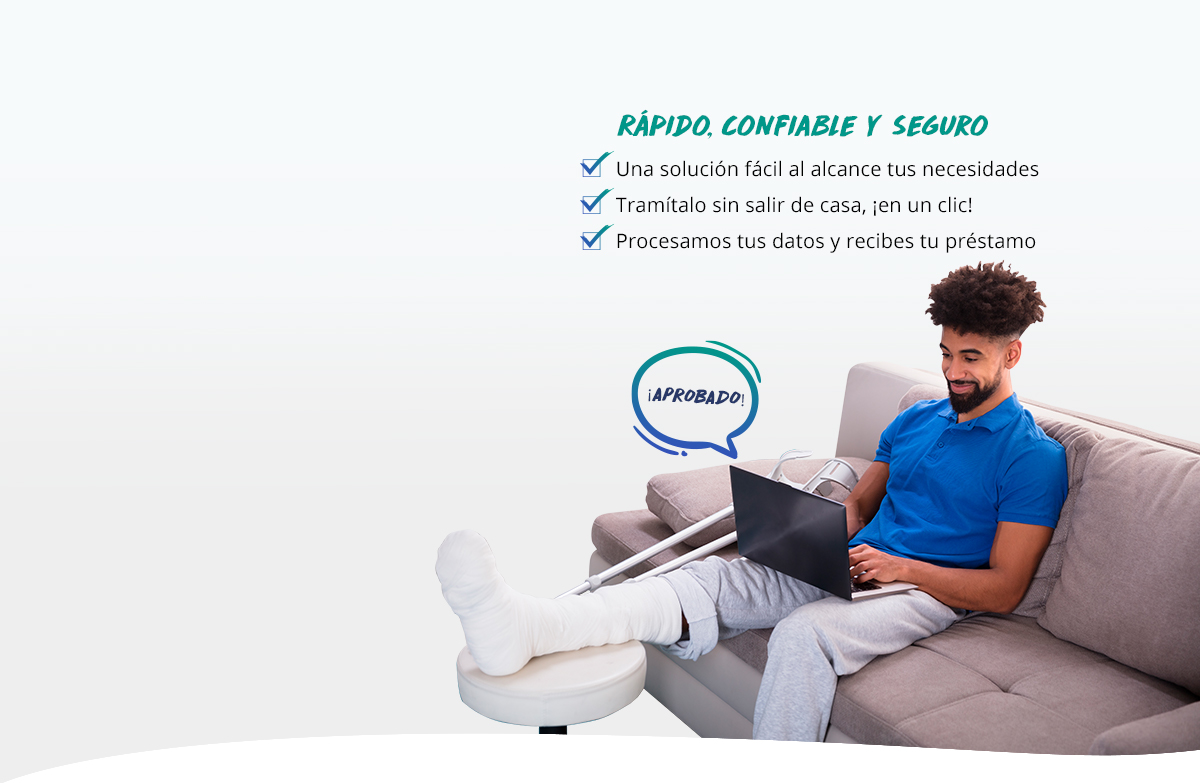 RÁPIDO, CONFIABLE Y SEGURO
Una solución fácil al alcance tus necesidades
Tramítalo sin salir de casa, ¡en un clic!
Procesamos tus datos y recibes tu préstamo
¡APROBADO!